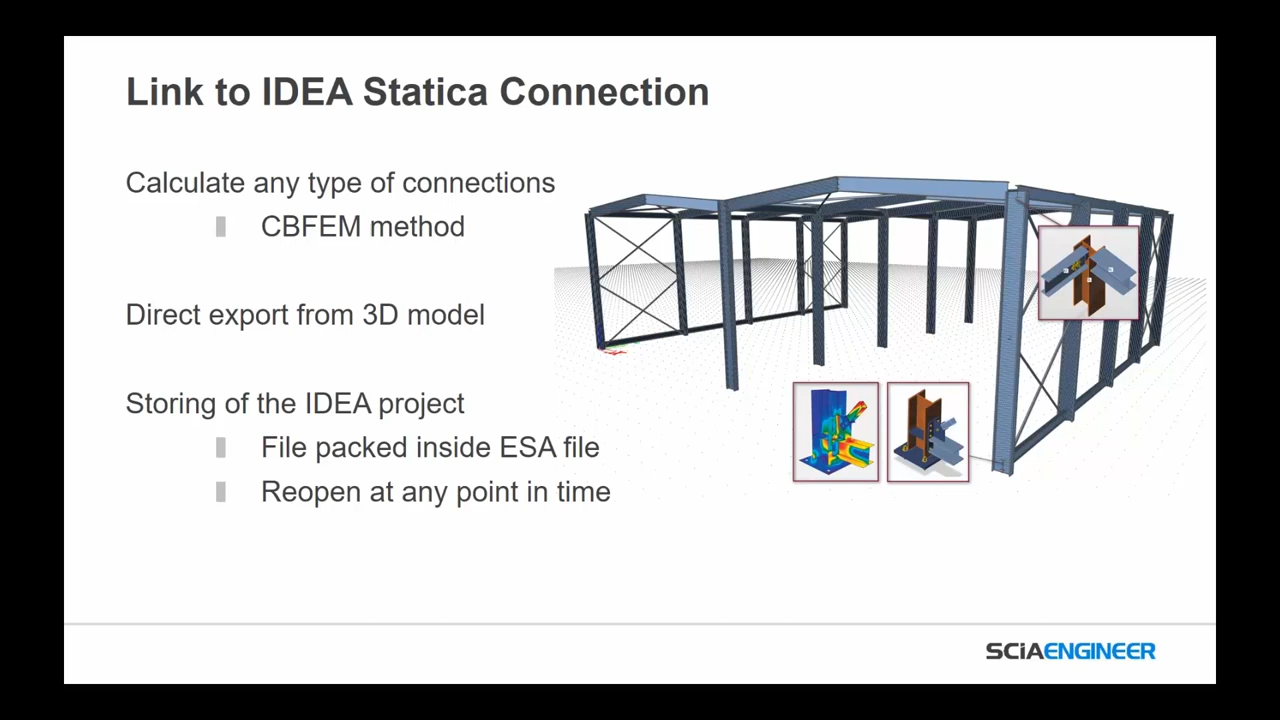 Link to IDEA Statica Connection
Calculate any type of connections
CBFEM method
Direct export from 3D model
Storing of the IDEA project
File packed inside ESA file
Reopen at any point in time
SCiAENGINEER